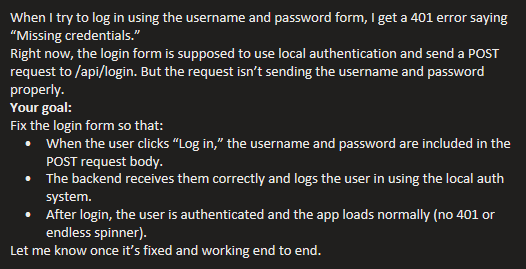 When I try to log in using the username and password form, I get a 401 error saying
“Missing credentials.”
Right now, the login form is supposed to use local authentication and send a POST
request to /api/login. But the request isn’t sending the username and password
properly.
Your goal:
Fix the login form so that:
• When the user clicks “Log in,” the username and password are included in the
POST request body.
• The backend receives them correctly and logs the user in using the local auth
system.
• After login, the user is authenticated and the app loads normally (no 401 or
endless spinner).
Let me know once it’s fixed and working end to end.